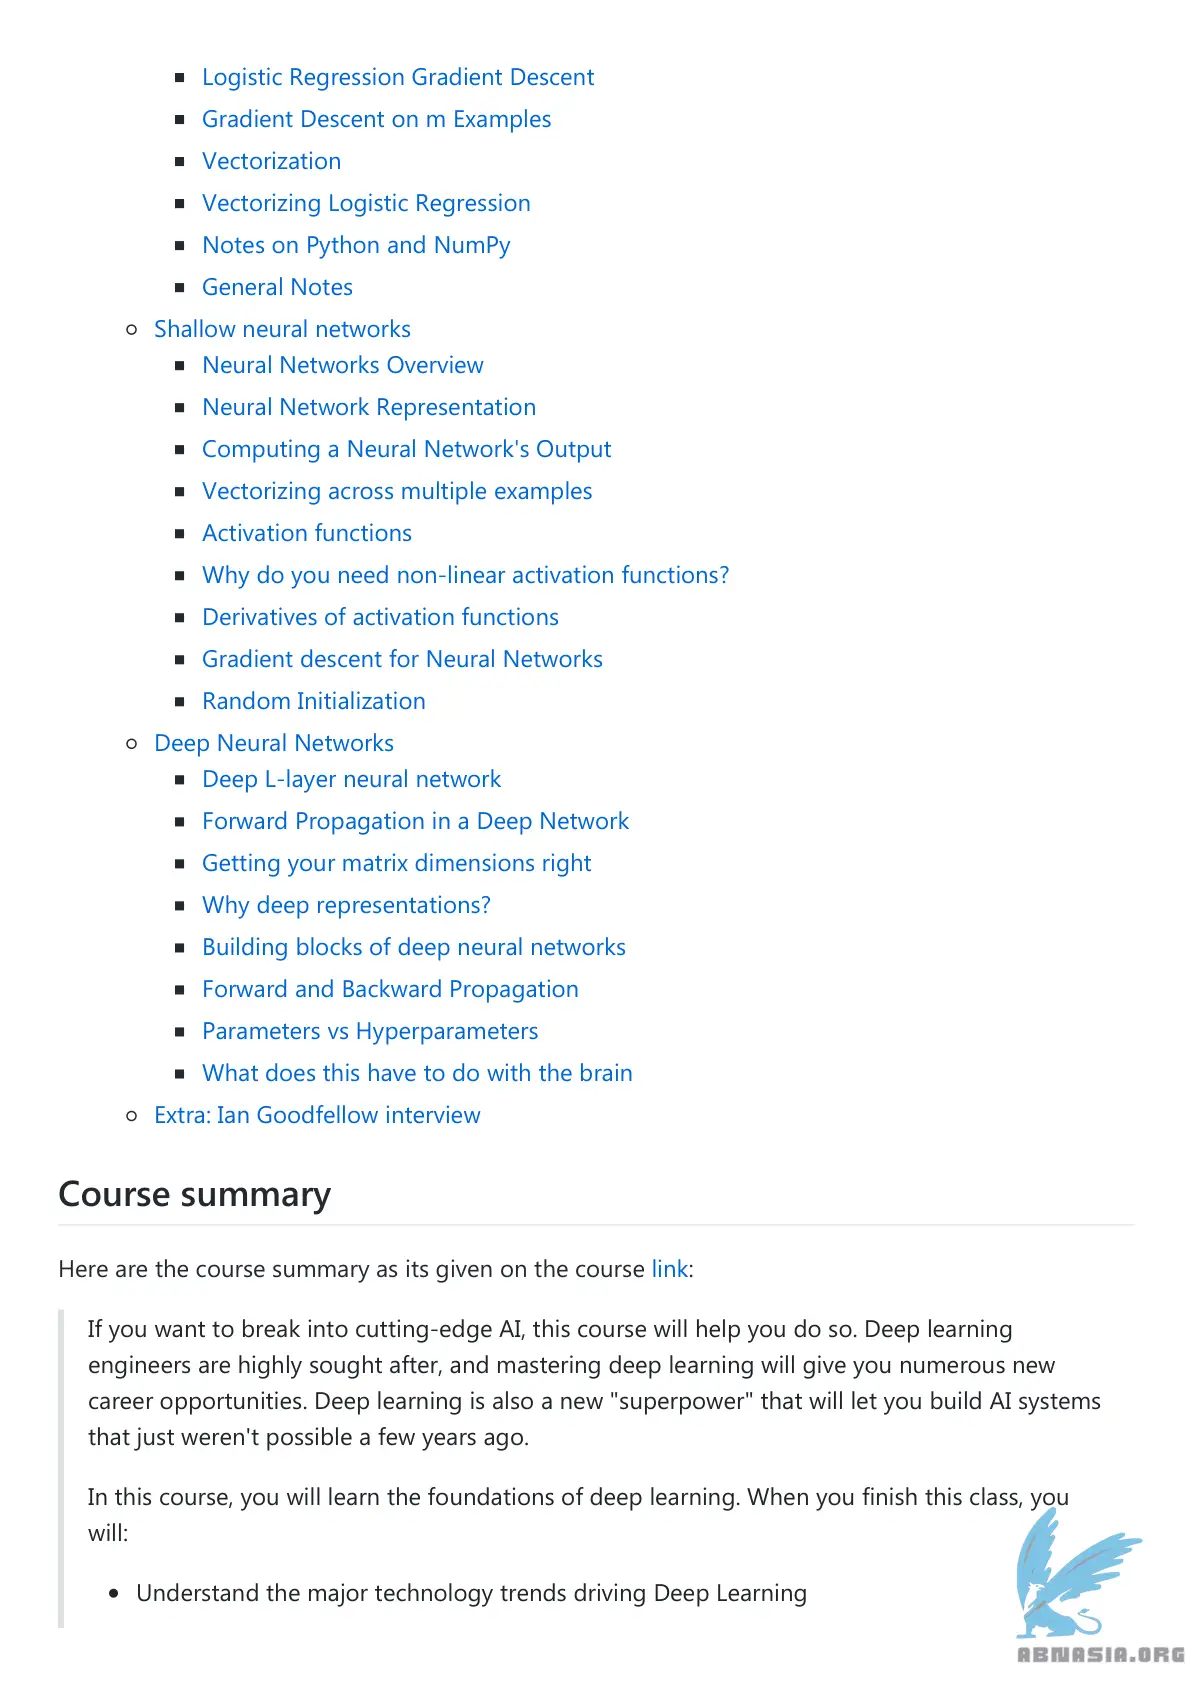 Logistic Regression Gradient Descent
Gradient Descent on m Examples
Vectorization
Vectorizing Logistic Regression
Notes on Python and NumPy
General Notes
Shallow neural networks
Neural Networks Overview
Neural Network Representation
Computing a Neural Network's Output
Vectorizing across multiple examples
Activation functions
Why do you need non-linear activation functions?
Derivatives of activation functions
Gradient descent for Neural Networks
Random Initialization
Deep Neural Networks
Deep L-layer neural network
Forward Propagation in a Deep Network
Getting your matrix dimensions right
Why deep representations?
Building blocks of deep neural networks
Forward and Backward Propagation
Parameters vs Hyperparameters
What does this have to do with the brain
Extra: Ian Goodfellow interview
Course summary
Here are the course summary as its given on the course link:
If you want to break into cutting-edge AI, this course will help you do so. Deep learning
engineers are highly sought after, and mastering deep learning will give you numerous new
career opportunities. Deep learning is also a new "superpower" that will let you build AI systems
that just weren't possible a few years ago.
In this course, you will learn the foundations of deep learning. When you finish this class, you
will:
Understand the major technology trends driving Deep Learning
ABNASIA.ORG